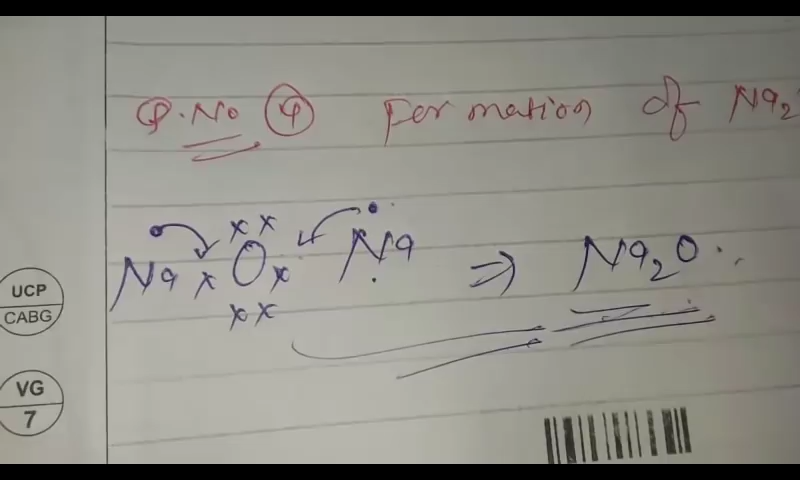 Q.No 4 Formation of Na2
Na O Na ⇒ Na2O
UCP
CABG
VG
7